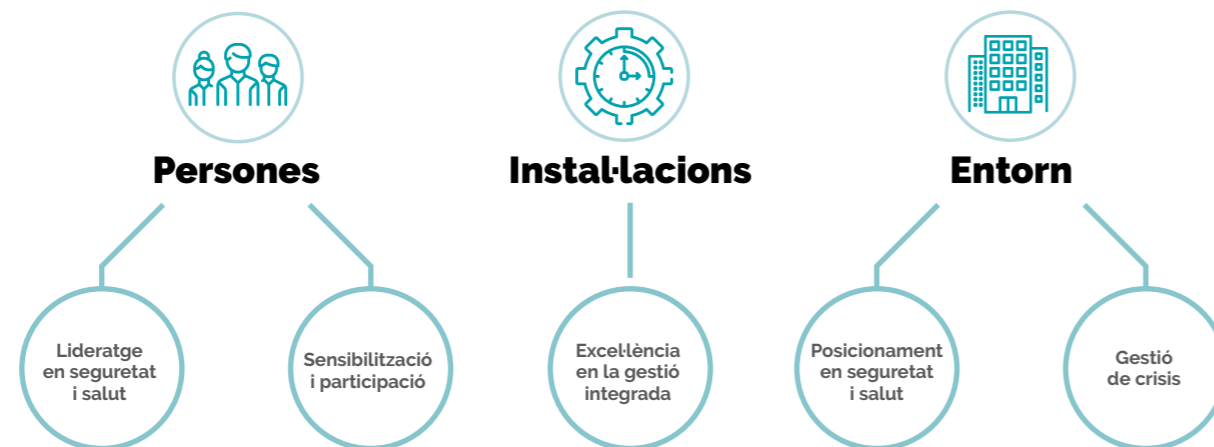 Persones
Instal·lacions
Entorn
Lideratge
en seguretat
i salut
Sensibilització
i participació
Excel·lència
en la gestió
integrada
Posicionament
en seguretat
i salut
Gestió
de crisis